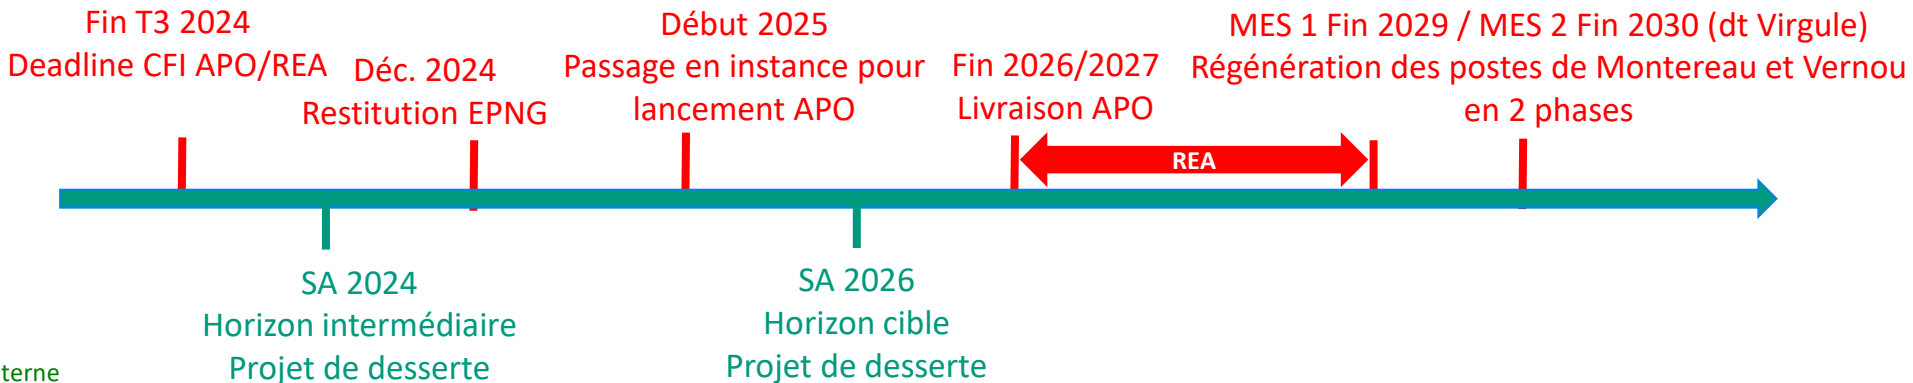 Fin T3 2024
Deadline CFI APO/REA
Déc. 2024
Restitution EPNG
Début 2025
Passage en instance pour
lancement APO
Fin 2026/2027
Livraison APO
MES 1 Fin 2029 / MES 2 Fin 2030 (dt Virgule)
Régénération des postes de Montereau et Vernou
en 2 phases
REA
SA 2024
Horizon intermédiaire
Projet de desserte
SA 2026
Horizon cible
Projet de desserte
terne